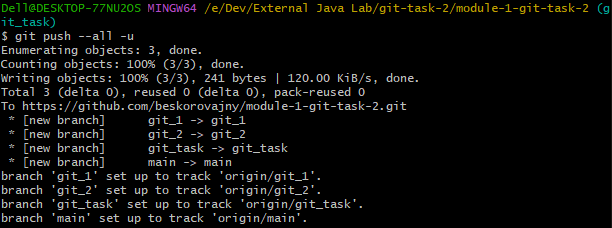 Dell@DESKTOP-77NU2OS MINGW64 /e/Dev/External Java Lab/git-task-2/module-1-git-task-2 (g
it_task)
$ git push --all -u
Enumerating objects: 3, done.
Counting objects: 100% (3/3), done.
Writing objects: 100% (3/3), 241 bytes | 120.00 KiB/s, done.
Total 3 (delta 0), reused 0 (delta 0), pack-reused 0
To https://github.com/beskorovajny/module-1-git-task-2.git
 * [new branch]      git_1 -> git_1
 * [new branch]      git_2 -> git_2
 * [new branch]      git_task -> git_task
 * [new branch]      main -> main
branch 'git_1' set up to track 'origin/git_1'.
branch 'git_2' set up to track 'origin/git_2'.
branch 'git_task' set up to track 'origin/git_task'.
branch 'main' set up to track 'origin/main'.